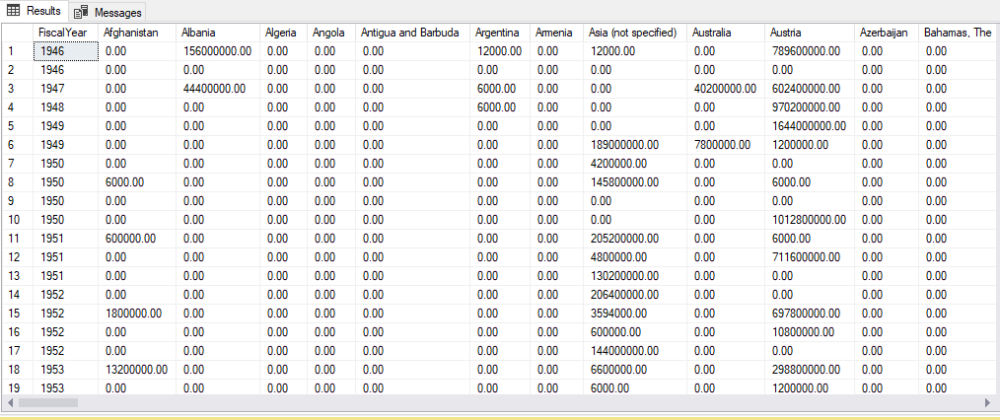 Results Messages
FiscalYear Afghanistan Albania Algeria Angola Antigua and Barbuda Argentina Armenia Asia (not specified) Australia Austria Azerbaijan Bahamas, The
1 1946 0.00 156000000.00 0.00 0.00 0.00 12000.00 0.00 12000.00 0.00 789600000.00 0.00 0.00
2 1946 0.00 0.00 0.00 0.00 0.00 0.00 0.00 0.00 0.00 0.00 0.00 0.00
3 1947 0.00 44400000.00 0.00 0.00 0.00 6000.00 0.00 0.00 40200000.00 602400000.00 0.00 0.00
4 1948 0.00 0.00 0.00 0.00 0.00 6000.00 0.00 0.00 0.00 970200000.00 0.00 0.00
5 1949 0.00 0.00 0.00 0.00 0.00 0.00 0.00 0.00 0.00 1644000000.00 0.00 0.00
6 1949 0.00 0.00 0.00 0.00 0.00 0.00 0.00 189000000.00 7800000.00 1200000.00 0.00 0.00
7 1950 0.00 0.00 0.00 0.00 0.00 0.00 0.00 4200000.00 0.00 0.00 0.00 0.00
8 1950 6000.00 0.00 0.00 0.00 0.00 0.00 0.00 145800000.00 0.00 6000.00 0.00 0.00
9 1950 0.00 0.00 0.00 0.00 0.00 0.00 0.00 0.00 0.00 0.00 0.00 0.00
10 1950 0.00 0.00 0.00 0.00 0.00 0.00 0.00 0.00 0.00 1012800000.00 0.00 0.00
11 1951 600000.00 0.00 0.00 0.00 0.00 0.00 0.00 205200000.00 0.00 6000.00 0.00 0.00
12 1951 0.00 0.00 0.00 0.00 0.00 0.00 0.00 4800000.00 0.00 711600000.00 0.00 0.00
13 1951 0.00 0.00 0.00 0.00 0.00 0.00 0.00 130200000.00 0.00 0.00 0.00 0.00
14 1952 0.00 0.00 0.00 0.00 0.00 0.00 0.00 206400000.00 0.00 0.00 0.00 0.00
15 1952 1800000.00 0.00 0.00 0.00 0.00 0.00 0.00 3594000.00 0.00 697800000.00 0.00 0.00
16 1952 0.00 0.00 0.00 0.00 0.00 0.00 0.00 600000.00 0.00 10800000.00 0.00 0.00
17 1952 0.00 0.00 0.00 0.00 0.00 0.00 0.00 144000000.00 0.00 0.00 0.00 0.00
18 1953 13200000.00 0.00 0.00 0.00 0.00 0.00 0.00 6600000.00 0.00 298800000.00 0.00 0.00
19 1953 0.00 0.00 0.00 0.00 0.00 0.00 0.00 6000.00 0.00 1200000.00 0.00 0.00